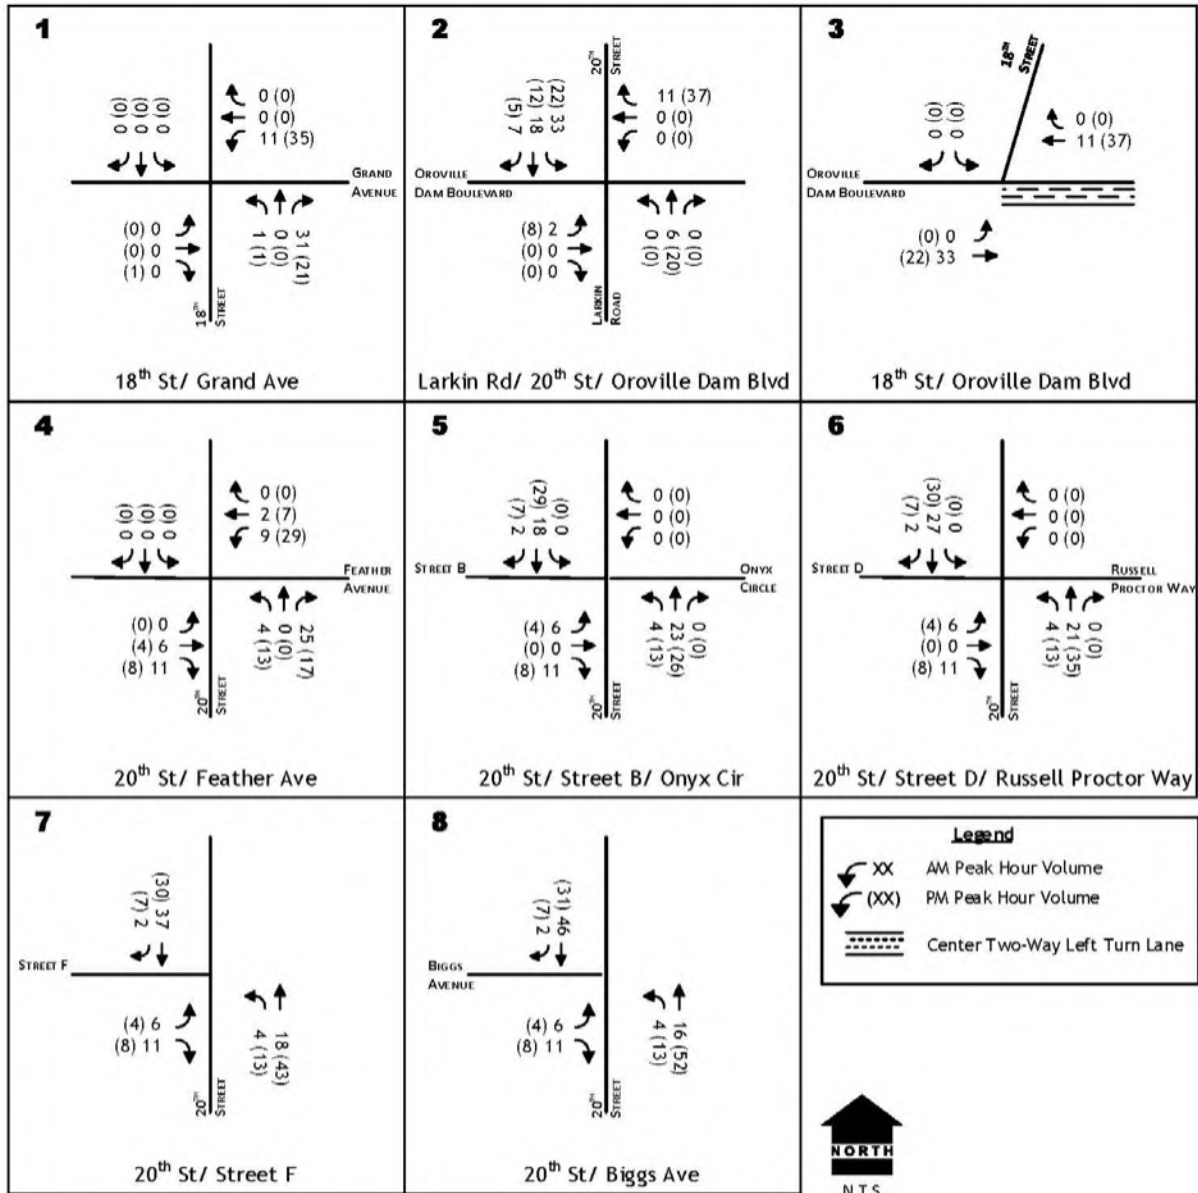 1
(0) 0
(0) 0
(0) 0
0 (0)
0 (0)
11 (35)
GRAND
AVENUE
(0) 0
(0) 0
(1) 0
1 (1)
0 (0)
31 (21)
18TH
STREET
18th St/ Grand Ave
2
20TH
STREET
(5) 7
(12) 18
(22) 33
11 (37)
0 (0)
0 (0)
OROVILLE
DAM BOULEVARD
(8) 2
(0) 0
(0) 0
0 (0)
6 (20)
0 (0)
LARKIN
ROAD
Larkin Rd/ 20th St/ Oroville Dam Blvd
3
18TH
STREET
(0) 0
(0) 0
0 (0)
11 (37)
OROVILLE
DAM BOULEVARD
(0) 0
(22) 33
18th St/ Oroville Dam Blvd
4
(0) 0
(0) 0
(0) 0
0 (0)
2 (7)
9 (29)
FEATHER
AVENUE
(0) 0
(4) 6
(8) 11
4 (13)
0 (0)
25 (17)
20TH
STREET
20th St/ Feather Ave
5
(7) 2
(29) 18
(0) 0
0 (0)
0 (0)
0 (0)
STREET B
ONYX
CIRCLE
(4) 6
(0) 0
(8) 11
4 (13)
23 (26)
0 (0)
20TH
STREET
20th St/ Street B/ Onyx Cir
6
(7) 2
(30) 27
(0) 0
0 (0)
0 (0)
0 (0)
STREET D
RUSSELL
PROCTOR WAY
(4) 6
(0) 0
(8) 11
4 (13)
21 (35)
0 (0)
20TH
STREET
20th St/ Street D/ Russell Proctor Way
7
(7) 2
(30) 37
STREET F
(4) 6
(8) 11
4 (13)
18 (43)
20TH
STREET
20th St/ Street F
8
(7) 2
(31) 46
BIGGS
AVENUE
(4) 6
(8) 11
4 (13)
16 (52)
20TH
STREET
20th St/ Biggs Ave
Legend
XX AM Peak Hour Volume
(XX) PM Peak Hour Volume
Center Two-Way Left Turn Lane
NORTH
N.T.S.